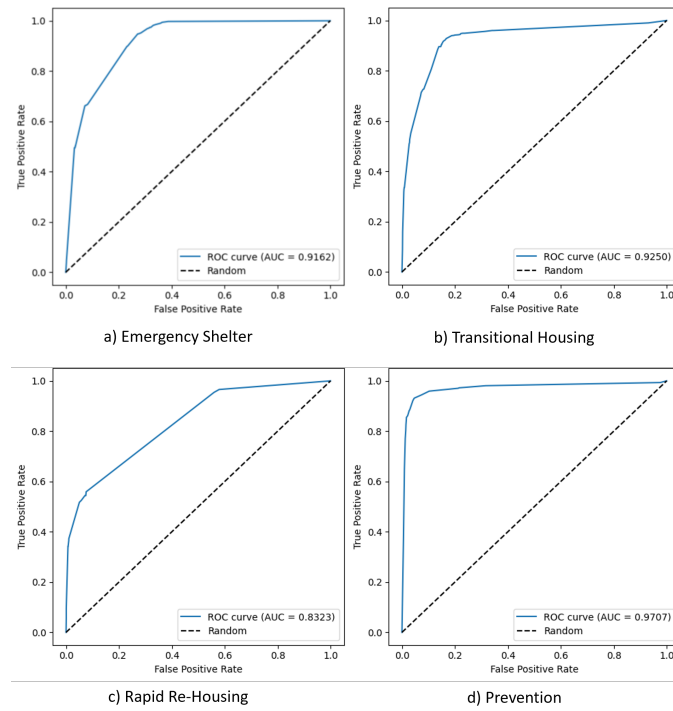 1.0
0.8
0.6
0.4
0.2
0.0
True Positive Rate
ROC curve (AUC = 0.9162)
Random
0.0 0.2 0.4 0.6 0.8 1.0
False Positive Rate
a) Emergency Shelter
1.0
0.8
0.6
0.4
0.2
0.0
True Positive Rate
ROC curve (AUC = 0.9250)
Random
0.0 0.2 0.4 0.6 0.8 1.0
False Positive Rate
b) Transitional Housing
1.0
0.8
0.6
0.4
0.2
0.0
True Positive Rate
ROC curve (AUC = 0.8323)
Random
0.0 0.2 0.4 0.6 0.8 1.0
False Positive Rate
c) Rapid Re-Housing
1.0
0.8
0.6
0.4
0.2
0.0
True Positive Rate
ROC curve (AUC = 0.9707)
Random
0.0 0.2 0.4 0.6 0.8 1.0
False Positive Rate
d) Prevention